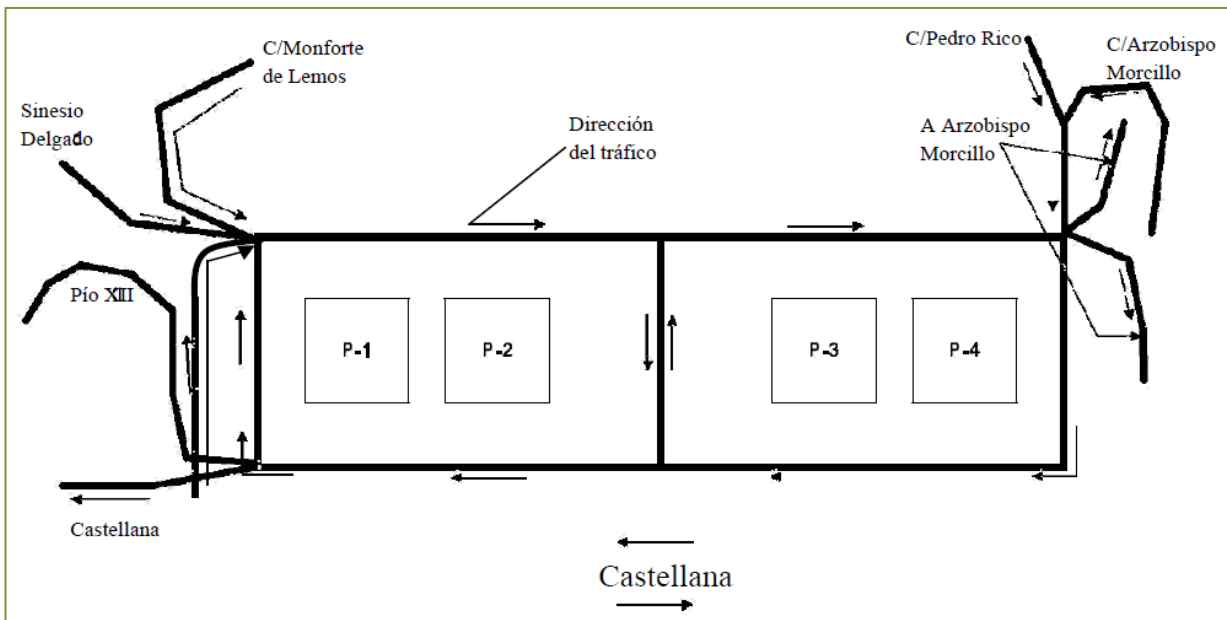 C/Monforte
de Lemos
Sinesio
Delgado
Pío XIII
Dirección
del tráfico
C/Pedro Rico
C/Arzobispo
Morcillo
A Arzobispo
Morcillo
P-1
P-2
P-3
P-4
Castellana
Castellana